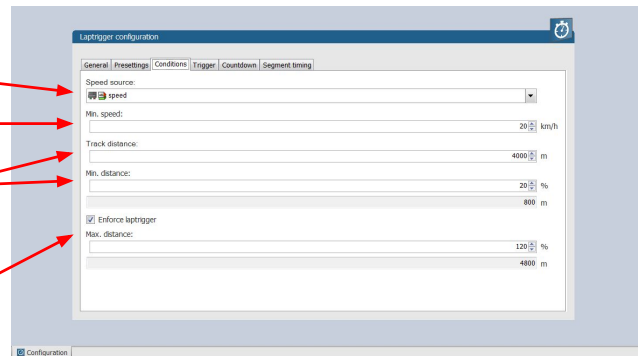 Laptrigger configuration
General Presettings Conditions Trigger Countdown Segment timing
Speed source:
speed
Min. speed:
20 km/h
Track distance:
4000 m
Min. distance:
20 %
800 m
Enforce laptrigger
Max. distance:
120 %
4800 m
Configuration